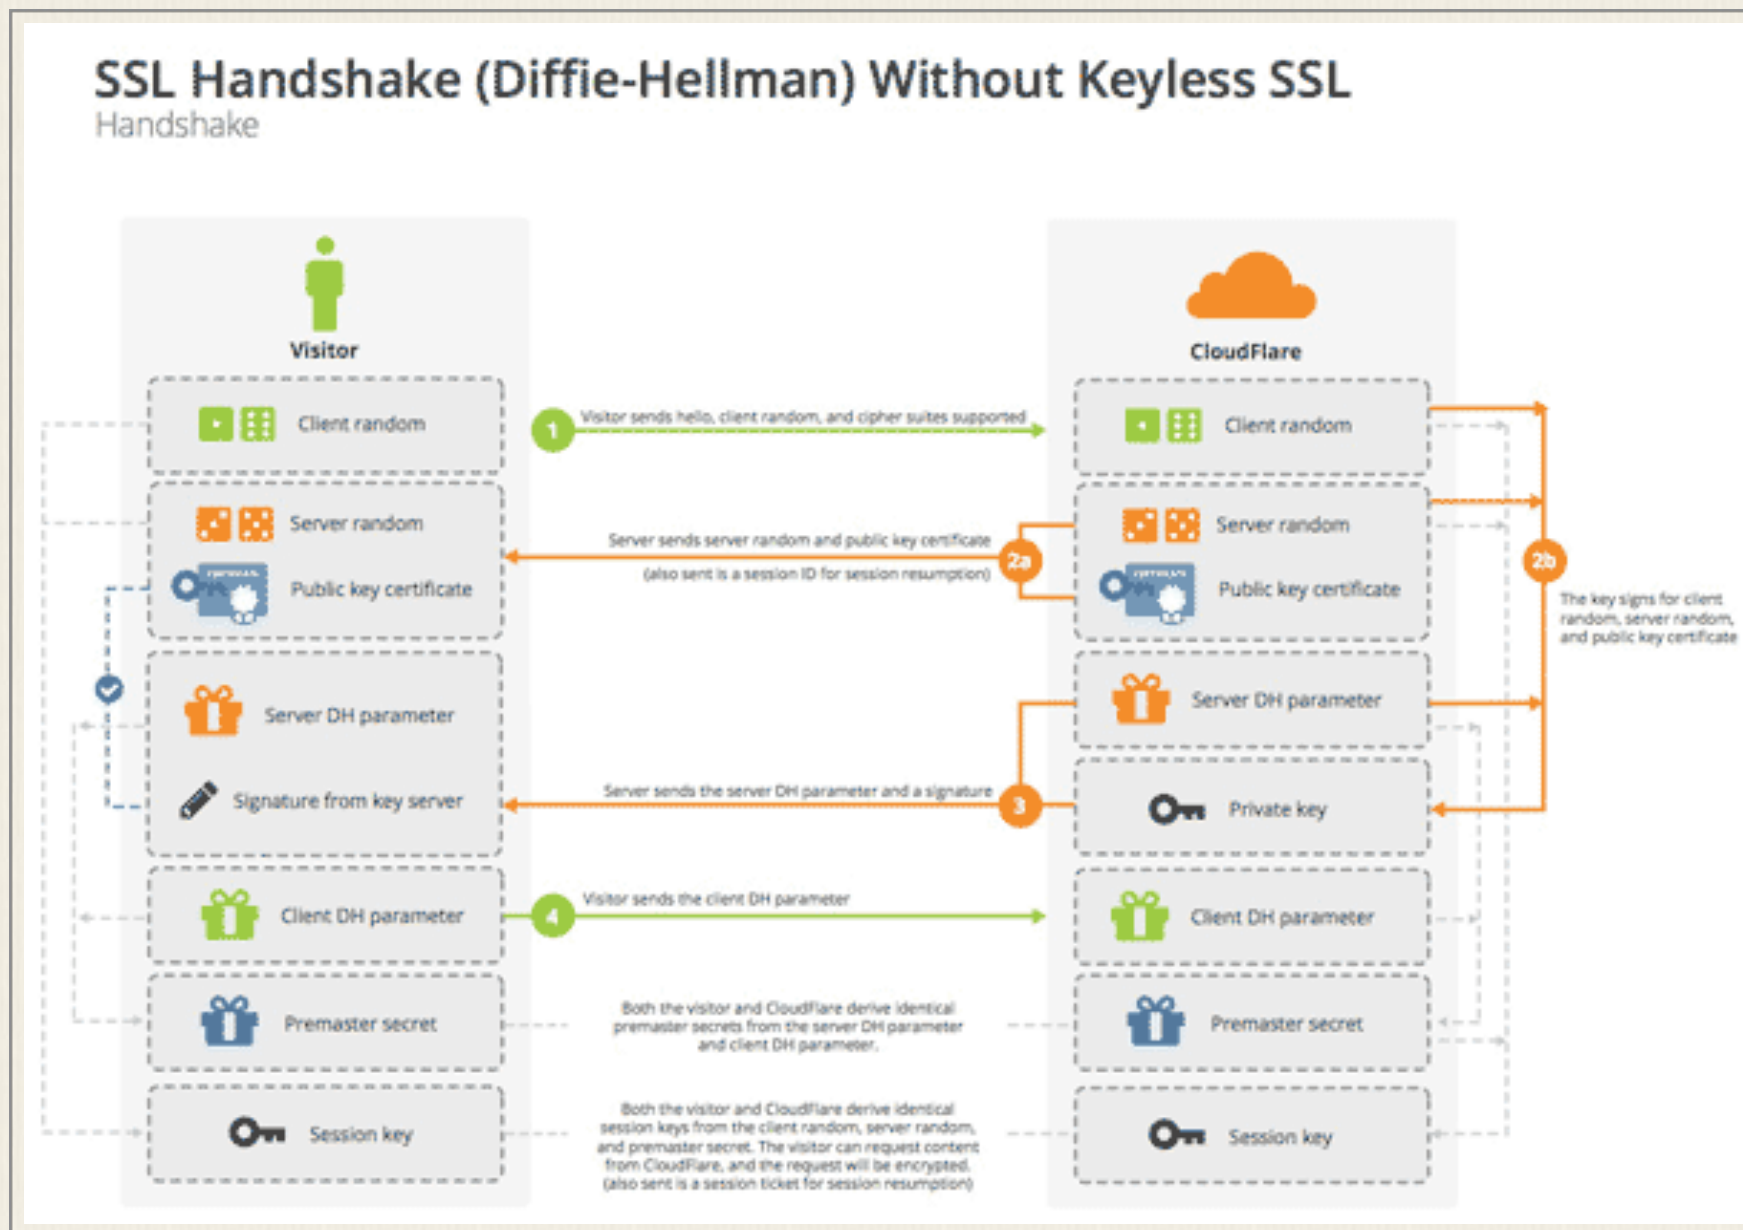 SSL Handshake (Diffie-Hellman) Without Keyless SSL
Handshake
Visitor
CloudFlare
Client random
1
Visitor sends hello, client random, and cipher suites supported
Client random
Server random
Public key certificate
Server sends server random and public key certificate
(also sent is a session ID for session resumption)
2a
Server random
Public key certificate
2b
The key signs for client
random, server random,
and public key certificate
Server DH parameter
Signature from key server
Server sends the server DH parameter and a signature
3
Server DH parameter
Private key
Client DH parameter
4
Visitor sends the client DH parameter
Client DH parameter
Premaster secret
Both the visitor and CloudFlare derive identical
premaster secrets from the server DH parameter
and client DH parameter.
Premaster secret
Session key
Both the visitor and CloudFlare derive identical
session keys from the client random, server random,
and premaster secret. The visitor can request content
from CloudFlare, and the request will be encrypted.
(also sent is a session ticket for session resumption)
Session key